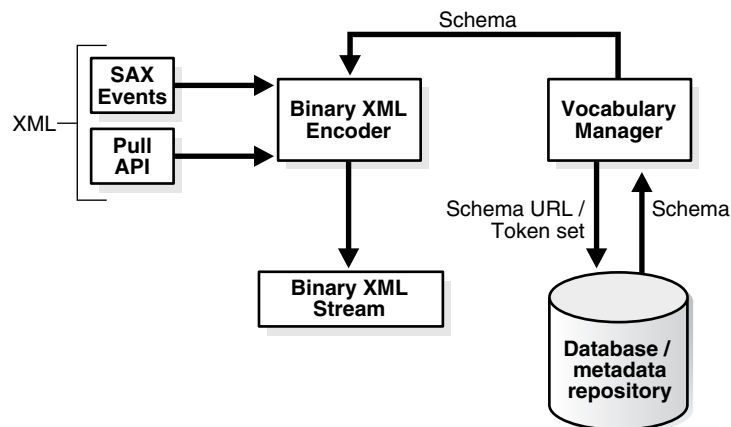 Schema
SAX
Events
XML
Pull
API
Binary XML
Encoder
Vocabulary
Manager
Schema URL /
Token set
Schema
Binary XML
Stream
Database /
metadata
repository